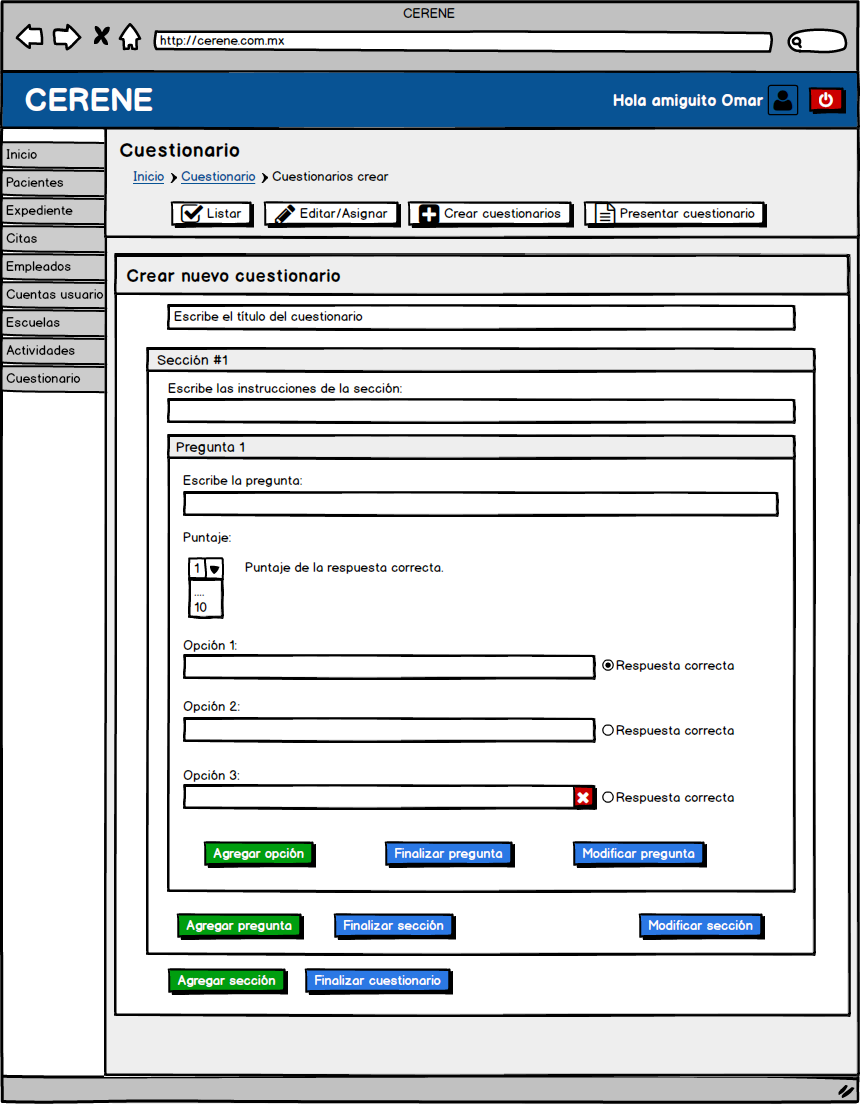 CERENE
http://cerene.com.mx
CERENE
Hola amiguito Omar
Inicio
Pacientes
Expediente
Citas
Empleados
Cuentas usuario
Escuelas
Actividades
Cuestionario
Cuestionario
Inicio Cuestionario Cuestionarios crear
Listar Editar/Asignar Crear cuestionarios Presentar cuestionario
Crear nuevo cuestionario
Escribe el título del cuestionario
Sección #1
Escribe las instrucciones de la sección:
Pregunta 1
Escribe la pregunta:
Puntaje:
1 Puntaje de la respuesta correcta.
....
10
Opción 1:
Respuesta correcta
Opción 2:
Respuesta correcta
Opción 3:
Respuesta correcta
Agregar opción Finalizar pregunta Modificar pregunta
Agregar pregunta Finalizar sección Modificar sección
Agregar sección Finalizar cuestionario